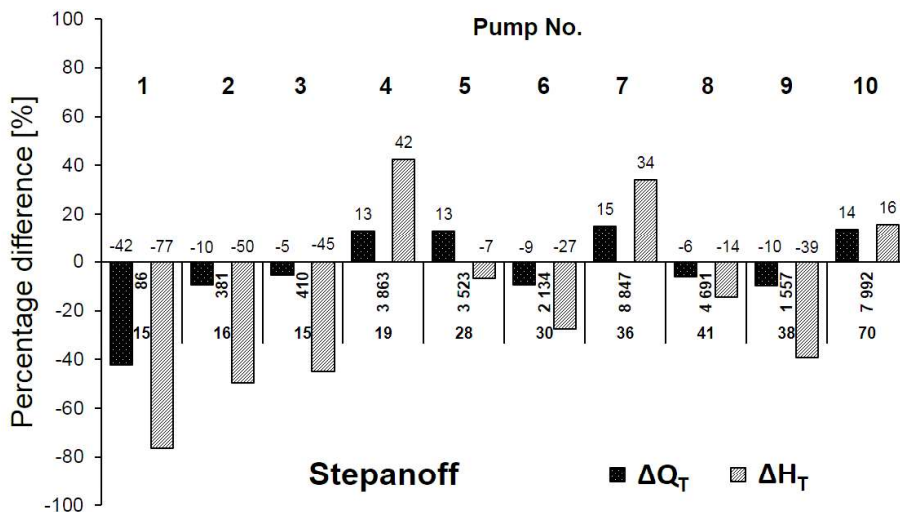 100
80
60
40
20
0
-20
-40
-60
-80
-100
Percentage difference [%]
Pump No.
1 2 3 4 5 6 7 8 9 10
-42 -77 -10 -50 -5 -45 13 42 13 -7 -9 -27 15 34 -6 -14 -10 -39 14 16
86 381 410 3 863 3 523 2 134 8 847 4 691 1 557 7 992
15 16 15 19 28 30 36 41 38 70
Stepanoff ΔQT ΔHT